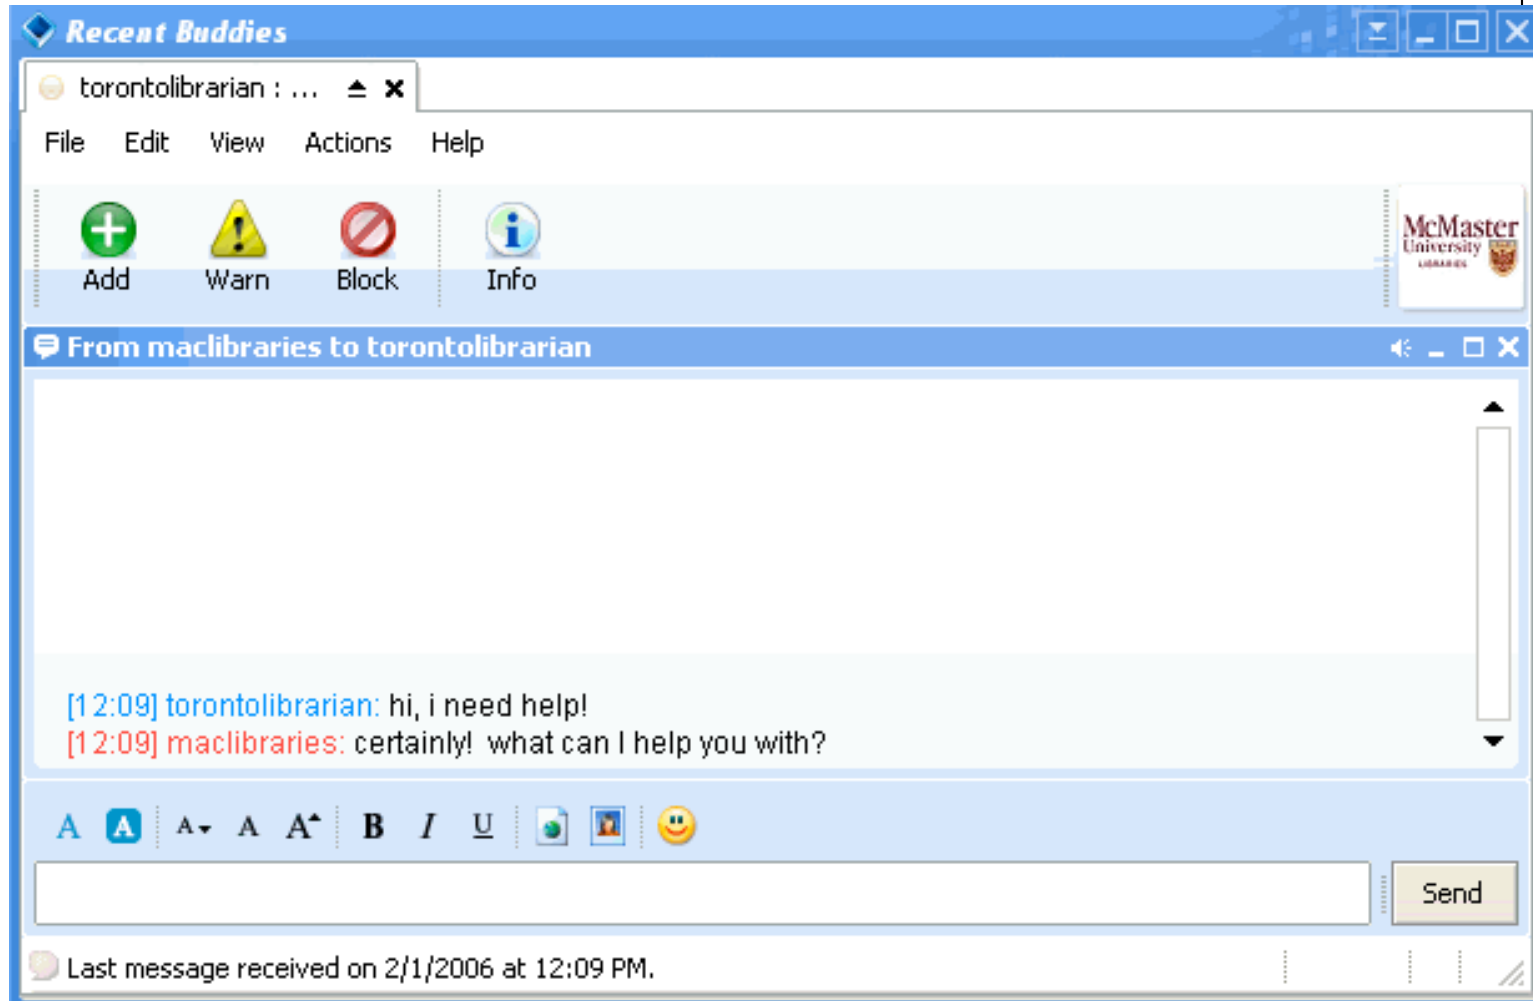 Recent Buddies
torontolibrarian : ...
File Edit View Actions Help
Add Warn Block Info
McMaster
University
LIBRARIES
From maclibraries to torontolibrarian
[12:09] torontolibrarian: hi, i need help!
[12:09] maclibraries: certainly!  what can I help you with?
A A A A A B I U
Send
Last message received on 2/1/2006 at 12:09 PM.